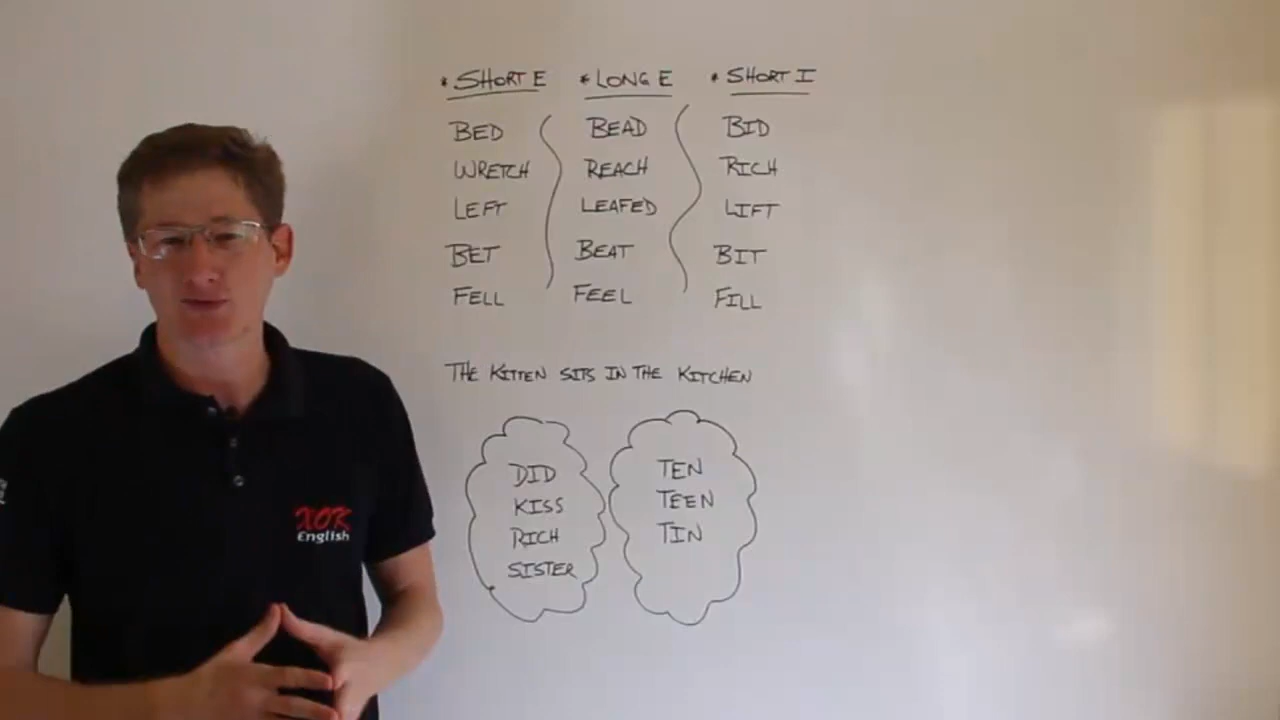 * SHORT E * LONG E * SHORT I
BED BEAD BID
WRETCH REACH RICH
LEFT LEAFED LIFT
BET BEAT BIT
FELL FEEL FILL
THE KITTEN SITS IN THE KITCHEN
DID
KISS
RICH
SISTER
TEN
TEEN
TIN
XOK
English